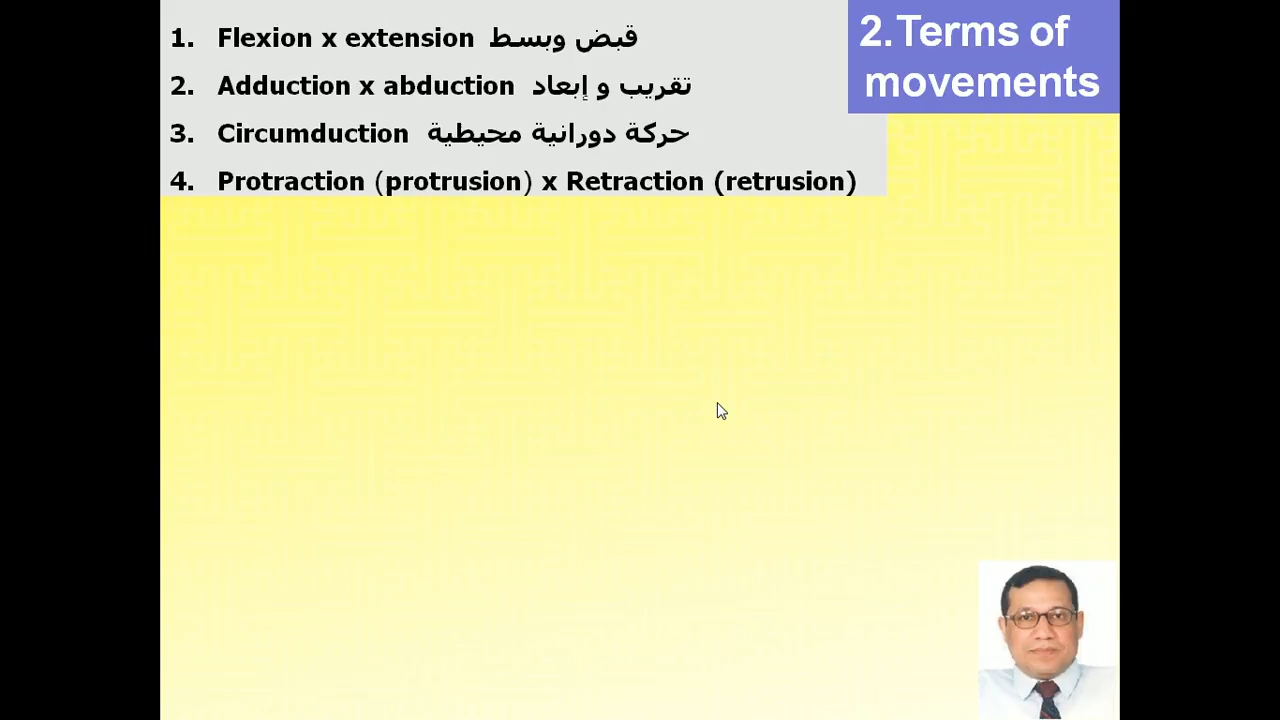 2.Terms of
movements
1. Flexion x extension قبض وبسط
2. Adduction x abduction تقريب و إبعاد
3. Circumduction حركة دورانية محيطية
4. Protraction (protrusion) x Retraction (retrusion)